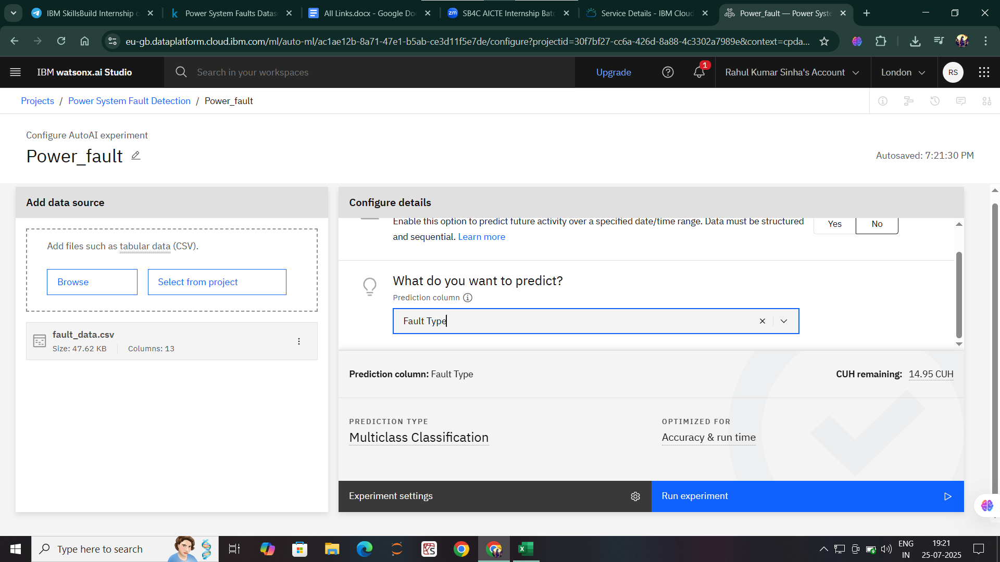 IBM SkillsBuild Internship o
Power System Faults Datas
All Links.docx - Google Do
zm SB4C AICTE Internship Batc
Service Details - IBM Cloud
Power_fault — Power Syste
eu-gb.dataplatform.cloud.ibm.com/ml/auto-ml/ac1ae12b-8a71-47e1-b5ab-ce3d11f5e7de/configure?projectid=30f7bf27-cc6a-426d-8a88-4c3302a7989e&context=cpda...
IBM watsonx.ai Studio
Search in your workspaces
Upgrade
1
Rahul Kumar Sinha's Account
London
RS
Projects / Power System Fault Detection / Power_fault
Configure AutoAI experiment
Power_fault
Autosaved: 7:21:30 PM
Add data source
Add files such as tabular data (CSV).
Browse
Select from project
fault_data.csv
Size: 47.62 KB
Columns: 13
Configure details
Enable this option to predict future activity over a specified date/time range. Data must be structured
and sequential. Learn more
Yes
No
What do you want to predict?
Prediction column
Fault Type
Prediction column: Fault Type
CUH remaining: 14.95 CUH
PREDICTION TYPE
Multiclass Classification
OPTIMIZED FOR
Accuracy & run time
Experiment settings
Run experiment
Type here to search
ENG
IN
19:21
25-07-2025